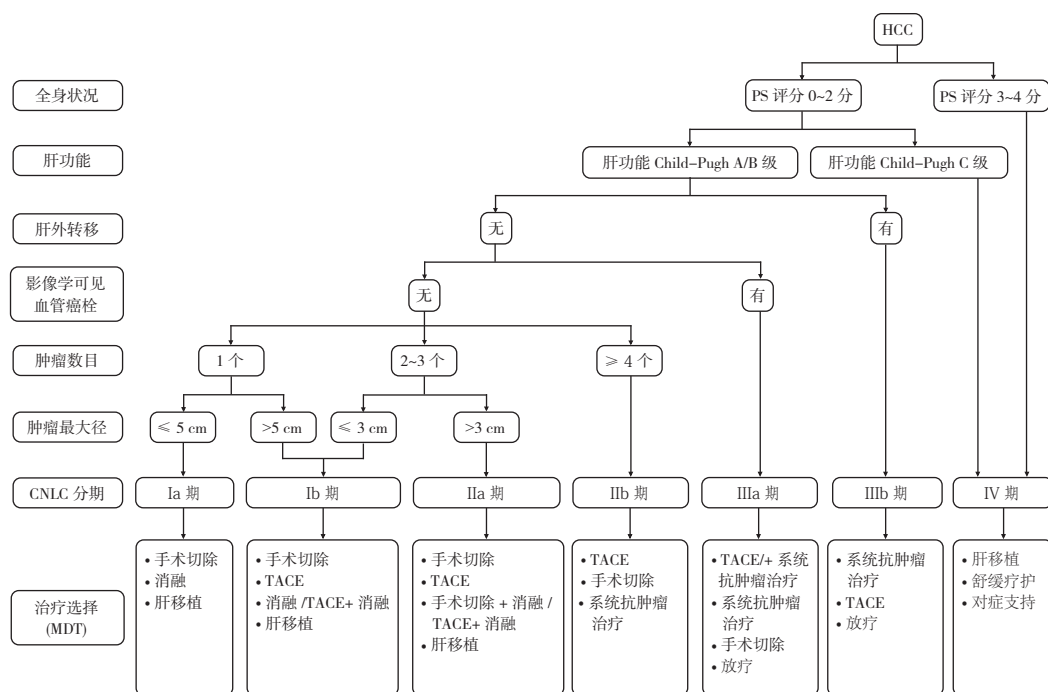 HCC
全身状况
PS 评分 0~2 分
PS 评分 3~4 分
肝功能
肝功能 Child–Pugh A/B 级
肝功能 Child–Pugh C 级
肝外转移
无
有
影像学可见
血管癌栓
无
有
肿瘤数目
1 个
2~3 个
≥ 4 个
肿瘤最大径
≤ 5 cm
>5 cm
≤ 3 cm
>3 cm
CNLC 分期
Ia 期
Ib 期
IIa 期
IIb 期
IIIa 期
IIIb 期
IV 期
治疗选择
(MDT)
• 手术切除
• 消融
• 肝移植
• 手术切除
• TACE
• 消融 /TACE+ 消融
• 肝移植
• 手术切除
• TACE
• 手术切除 + 消融 /
TACE+ 消融
• 肝移植
• TACE
• 手术切除
• 系统抗肿瘤
治疗
• TACE/+ 系统
抗肿瘤治疗
• 系统抗肿瘤
治疗
• 手术切除
• 放疗
• 系统抗肿瘤
治疗
• TACE
• 放疗
• 肝移植
• 舒缓疗护
• 对症支持